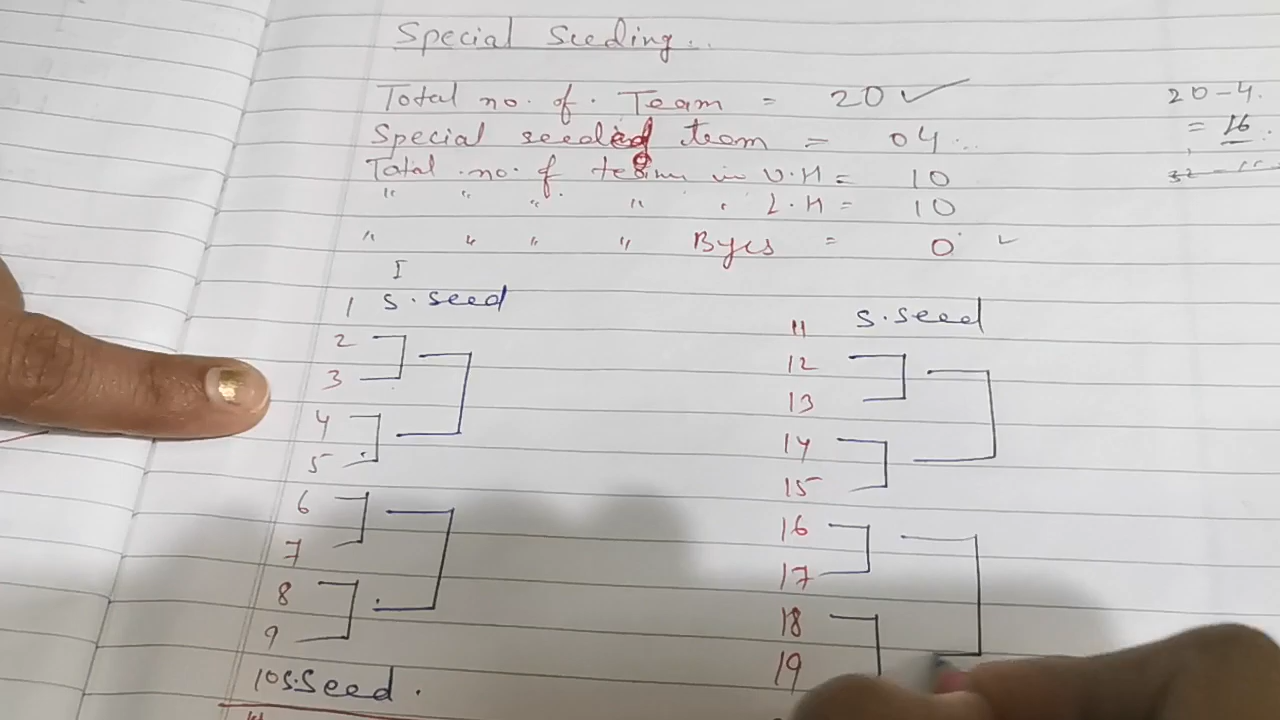 Special Seeding..
Total no. of. Team = 20 ✓
20-4.
Special seeded team = 04...
= 16.
Total no. of team in U.H = 10
" " " " . L.H = 10
" " " " Byes = 0 ✓
I
1 S.seed
2
3
4
5
6
7
8
9
10 S.Seed.
11 S.seed
12
13
14
15
16
17
18
19